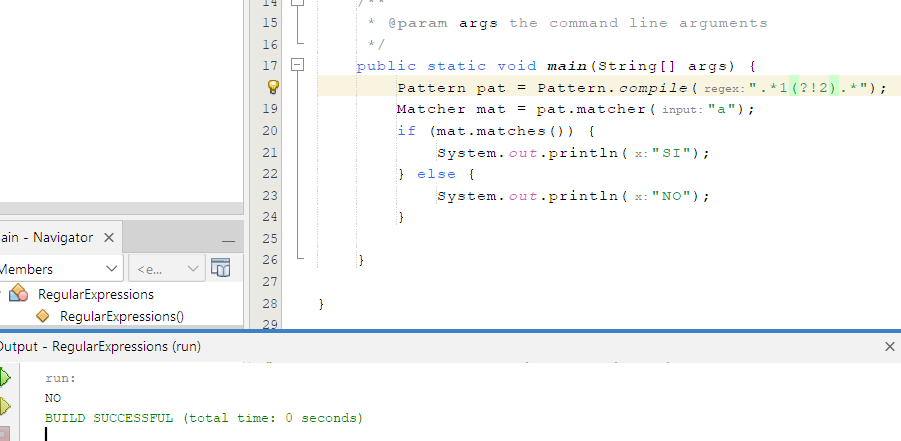 14 /**
15 * @param args the command line arguments
16 */
17 public static void main(String[] args) {
Pattern pat = Pattern.compile( regex: ".*1(?!2).*");
19 Matcher mat = pat.matcher( input: "a");
20 if (mat.matches()) {
21 System.out.println( x: "SI");
22 } else {
23 System.out.println( x: "NO");
24 }
25
26 }
27
28 }
29
ain - Navigator ×
Members
<e...
RegularExpressions
RegularExpressions()
Output - RegularExpressions (run) ×
run:
NO
BUILD SUCCESSFUL (total time: 0 seconds)